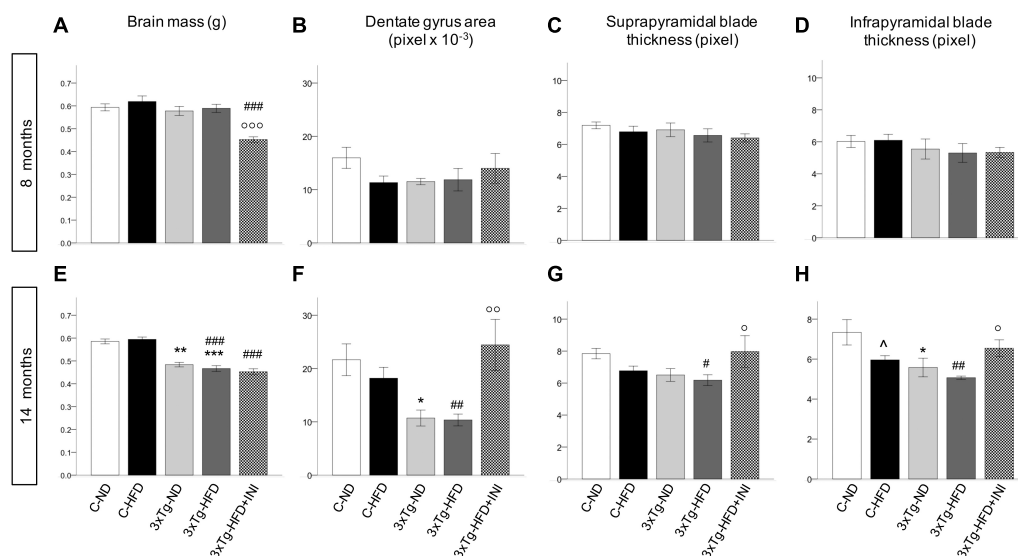 A
Brain mass (g)
B
Dentate gyrus area
(pixel x 10-3)
C
Suprapyramidal blade
thickness (pixel)
D
Infrapyramidal blade
thickness (pixel)
8 months
0.7
0.6
0.5
0.4
0.3
0.2
0.1
0.0
###
°°°
30
20
10
0
10
8
6
4
2
0
10
8
6
4
2
0
14 months
E
0.7
0.6
0.5
0.4
0.3
0.2
0.1
0.0
**
###
***
###
F
30
20
10
0
*
##
°°
G
10
8
6
4
2
0
#
°
H
8
6
4
2
0
^
*
##
°
C-ND
C-HFD
3xTg-ND
3xTg-HFD
3xTg-HFD+INI
C-ND
C-HFD
3xTg-ND
3xTg-HFD
3xTg-HFD+INI
C-ND
C-HFD
3xTg-ND
3xTg-HFD
3xTg-HFD+INI
C-ND
C-HFD
3xTg-ND
3xTg-HFD
3xTg-HFD+INI